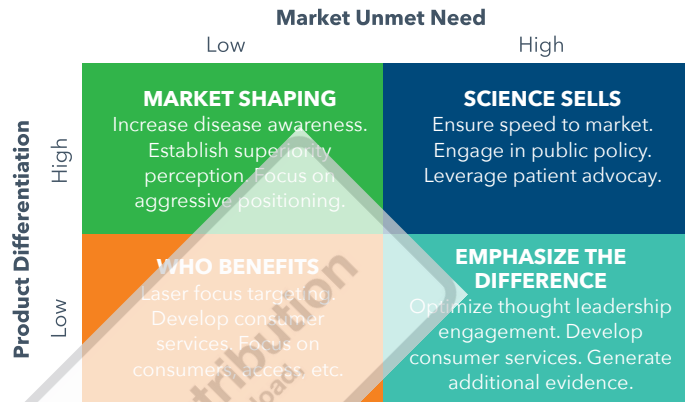 Market Unmet Need
Low
High
Product Differentiation
High
Low
MARKET SHAPING
Increase disease awareness.
Establish superiority
perception. Focus on
aggressive positioning.
SCIENCE SELLS
Ensure speed to market.
Engage in public policy.
Leverage patient advocay.
WHO BENEFITS
Laser focus targeting.
Develop consumer
services. Focus on
consumers, access, etc.
EMPHASIZE THE
DIFFERENCE
Optimize thought leadership
engagement. Develop
consumer services. Generate
additional evidence.